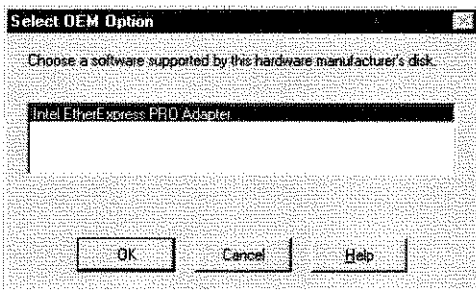 Select OEM Option
Choose a software supported by this hardware manufacturer's disk.
Intel EtherExpress PRO Adapter
OK Cancel Help